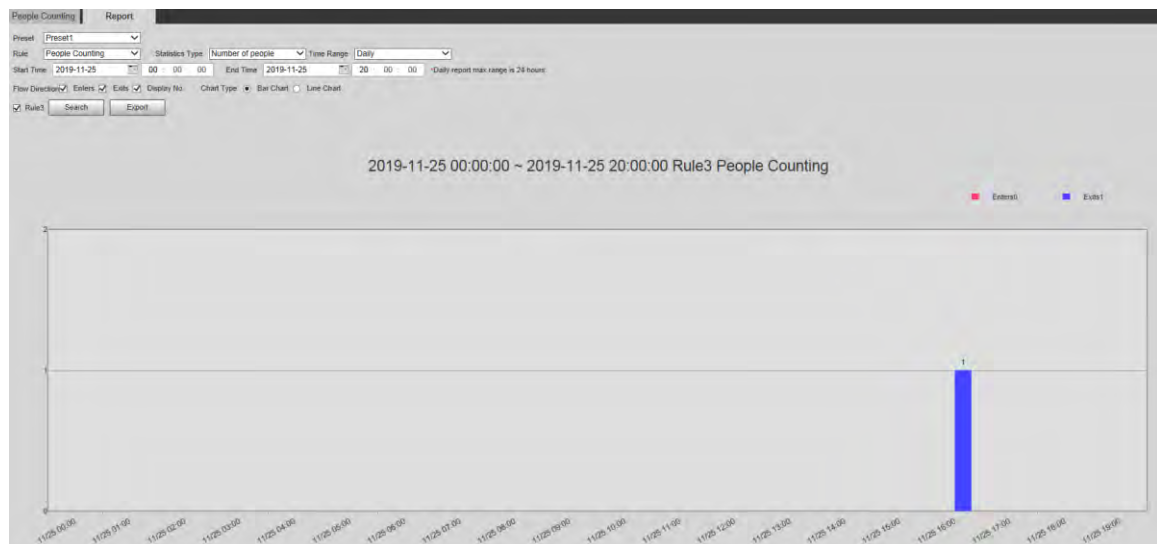 People Counting Report
Preset Preset1
Rule People Counting Statistics Type Number of people Time Range Daily
Start Time 2019-11-25 00 : 00 : 00 End Time 2019-11-25 20 : 00 : 00 *Daily report max range is 24 hours
Flow Direction Enters Exits Display No. Chart Type Bar Chart Line Chart
Rule3 Search Export
2019-11-25 00:00:00 ~ 2019-11-25 20:00:00 Rule3 People Counting
Enters0 Exits1
2
1
1
0
11/25 00:00 11/25 01:00 11/25 02:00 11/25 03:00 11/25 04:00 11/25 05:00 11/25 06:00 11/25 07:00 11/25 08:00 11/25 09:00 11/25 10:00 11/25 11:00 11/25 12:00 11/25 13:00 11/25 14:00 11/25 15:00 11/25 16:00 11/25 17:00 11/25 18:00 11/25 19:00